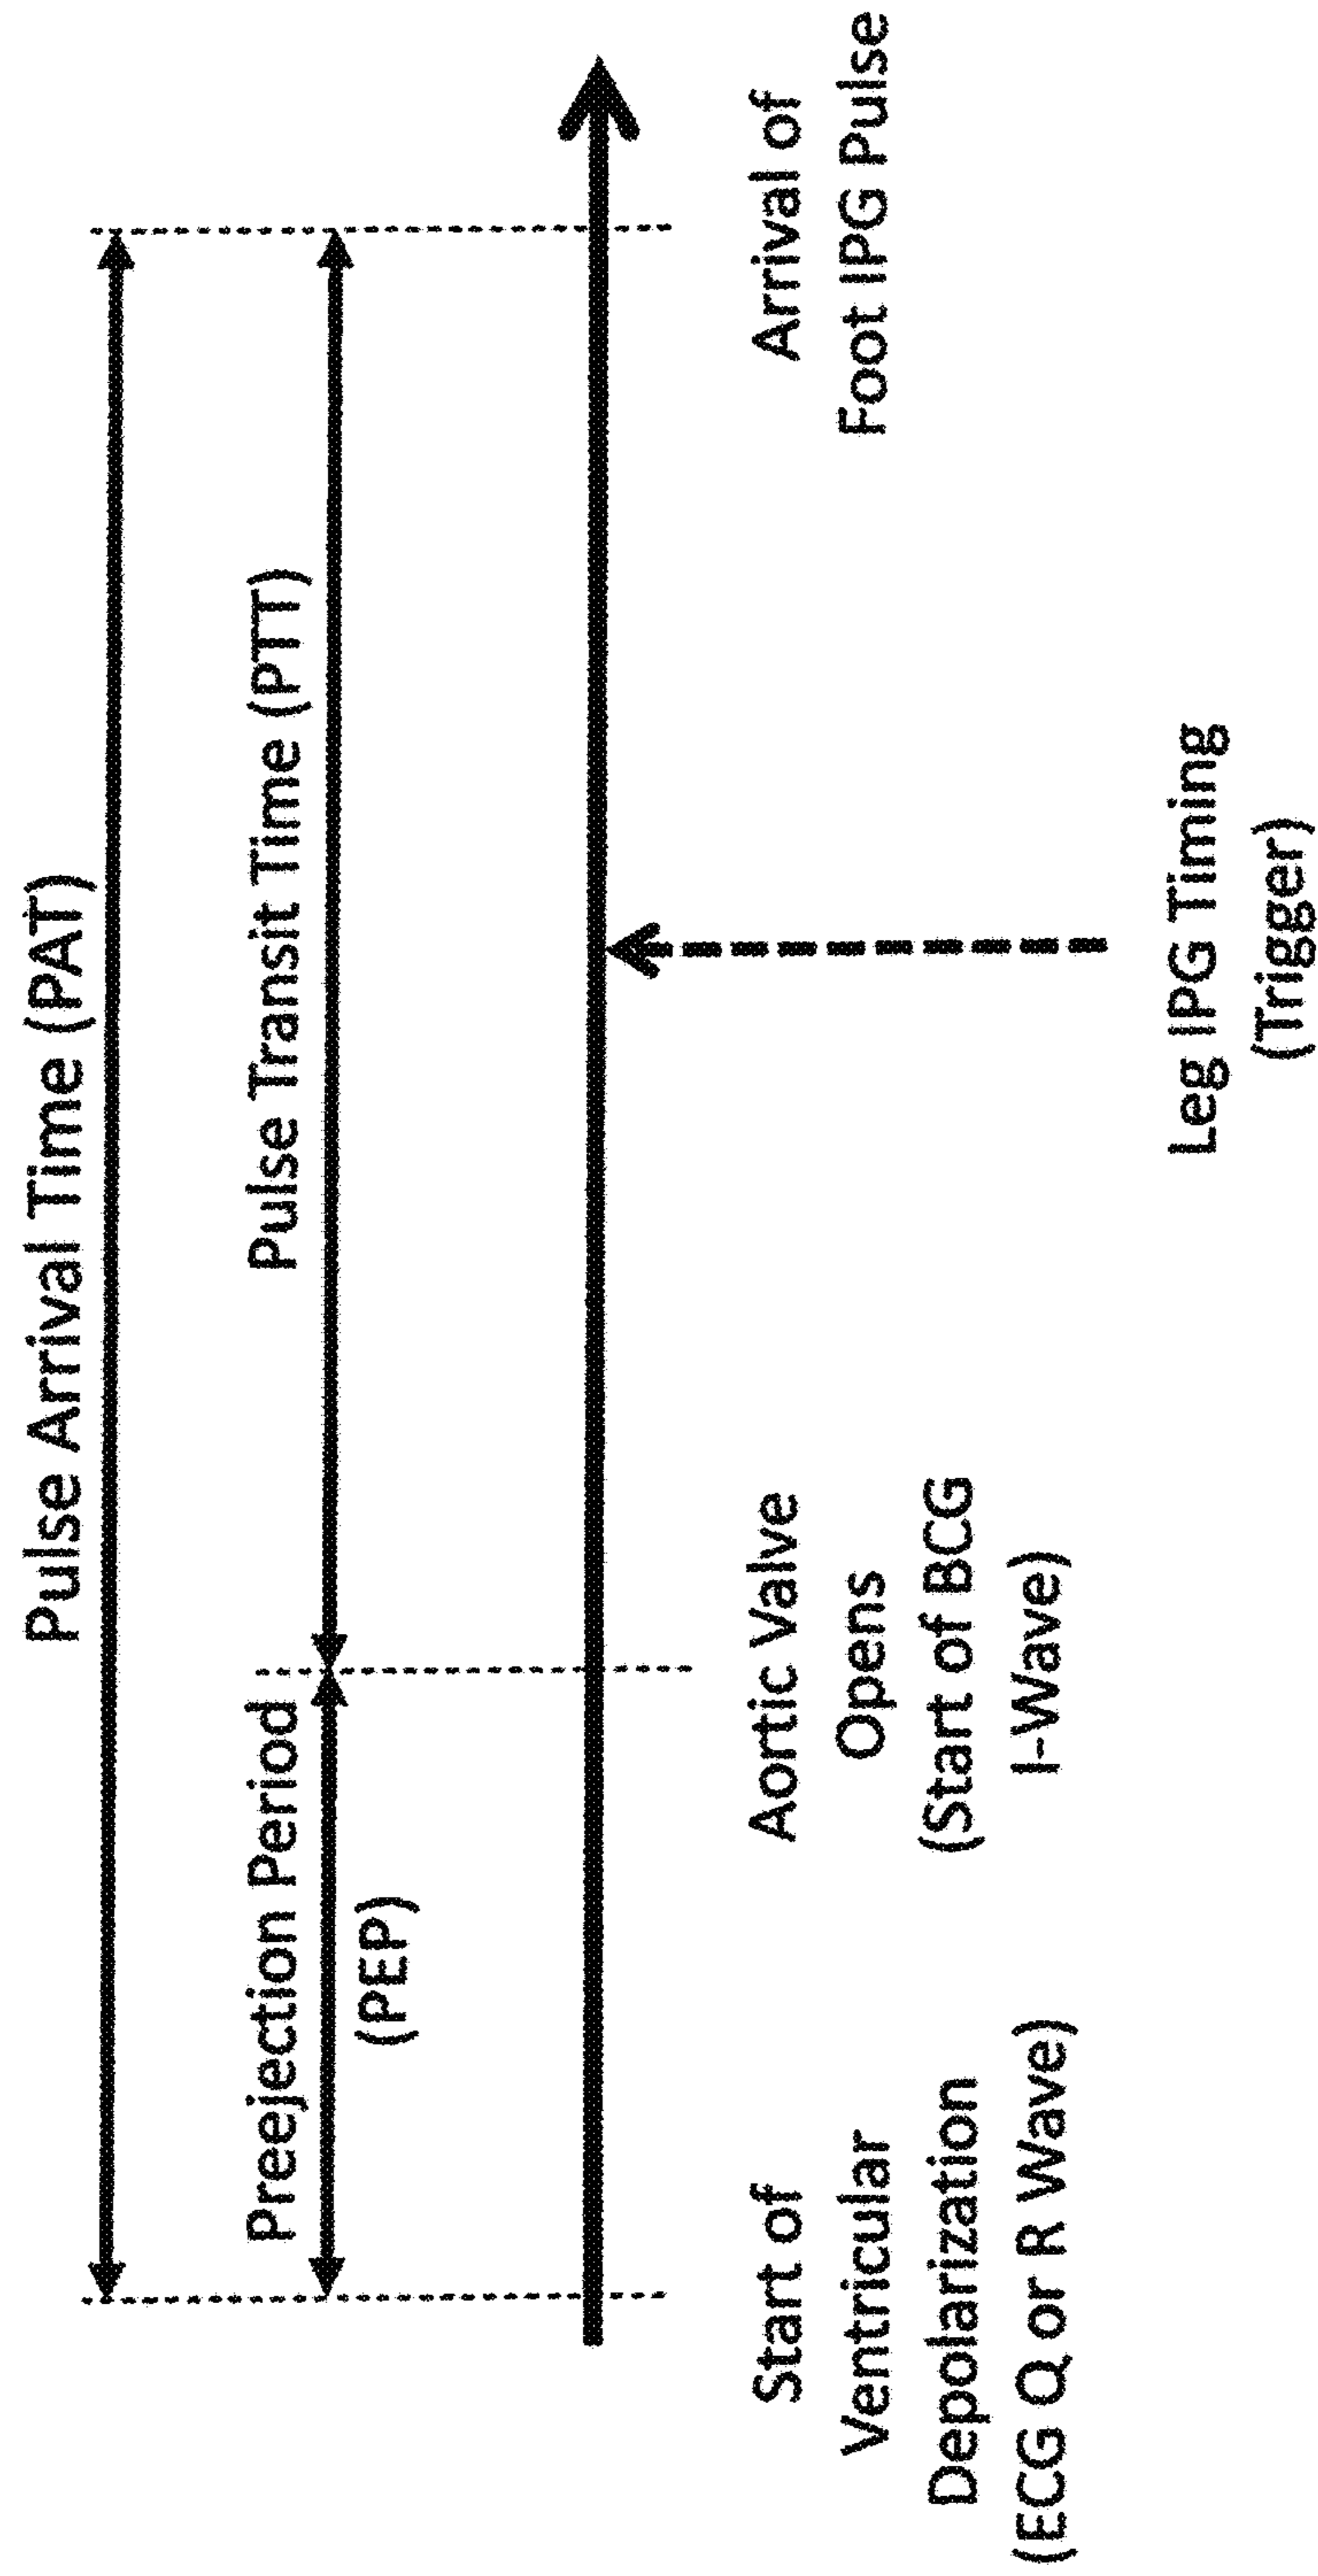 Pulse Arrival Time (PAT)
Preejection Period
(PEP)
Pulse Transit Time (PTT)
Start of
Ventricular
Depolarization
(ECG Q or R Wave)
Aortic Valve
Opens
(Start of BCG
I-Wave)
Arrival of
Foot IPG Pulse
Leg IPG Timing
(Trigger)